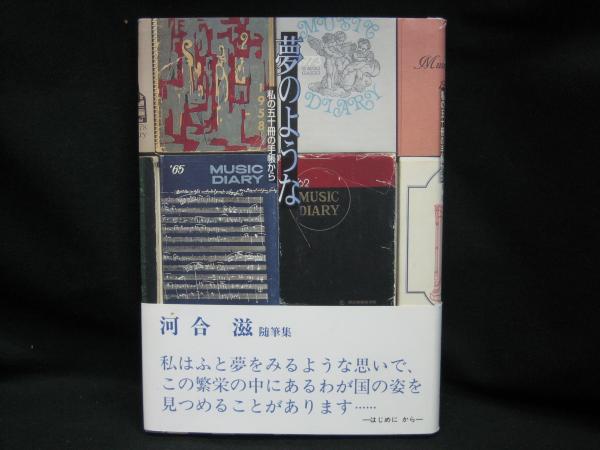 夢のような
私の五十冊の手帳から
1958
MUSIC
DIARY
'65
MUSIC
DIARY
MUSIC
DIARY
河合 滋 随筆集
私はふと夢をみるような思いで、
この繁栄の中にあるわが国の姿を
見つめることがあります……
―はじめに から―